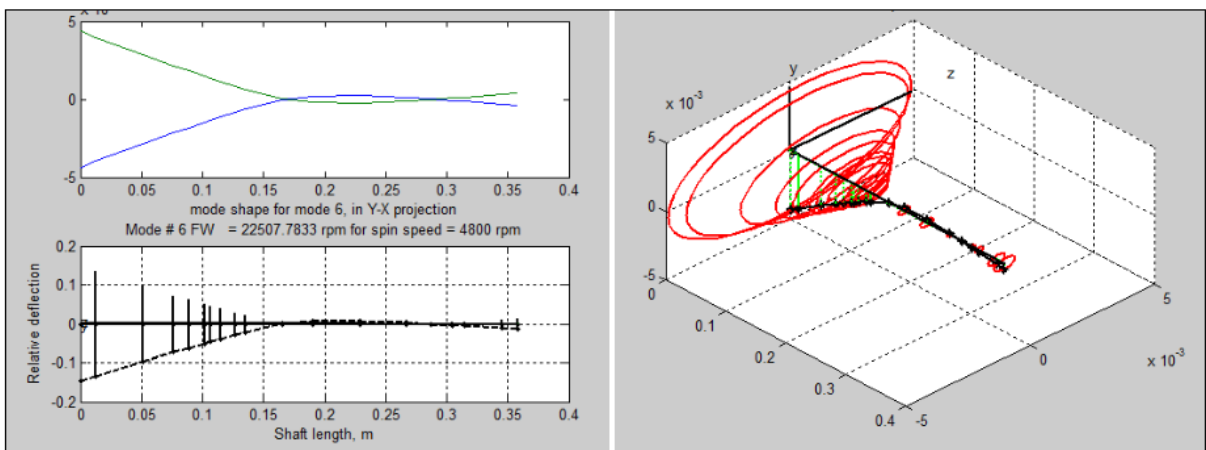 5
0
-5
0 0.05 0.1 0.15 0.2 0.25 0.3 0.35 0.4
mode shape for mode 6, in Y-X projection
Mode # 6 FW = 22507.7833 rpm for spin speed = 4800 rpm
0.2
0.1
0
-0.1
-0.2
Relative deflection
0 0.05 0.1 0.15 0.2 0.25 0.3 0.35 0.4
Shaft length, m
y
z
x 10-3
5
0
-5
0
0.1
0.2
0.3
0.4
-5
0
5
x 10-3